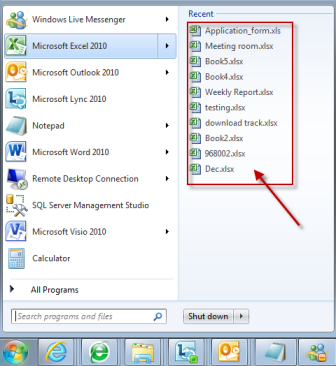 Windows Live Messenger
Microsoft Excel 2010
Microsoft Outlook 2010
Microsoft Lync 2010
Notepad
Microsoft Word 2010
Remote Desktop Connection
SQL Server Management Studio
Microsoft Visio 2010
Calculator
All Programs
Search programs and files
Recent
Application_form.xls
Meeting room.xlsx
Book5.xlsx
Book4.xlsx
Weekly Report.xlsx
testing.xlsx
download track.xlsx
Book2.xlsx
968002.xlsx
Dec.xlsx
Shut down